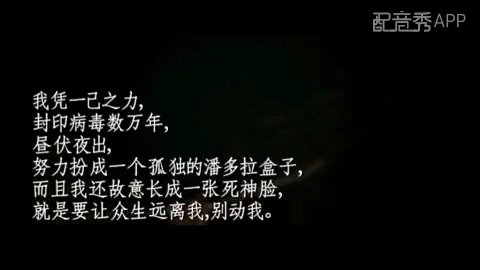 配音秀APP
我凭一己之力,
封印病毒数万年,
昼伏夜出,
努力扮成一个孤独的潘多拉盒子,
而且我还故意长成一张死神脸,
就是要让众生远离我,别动我。